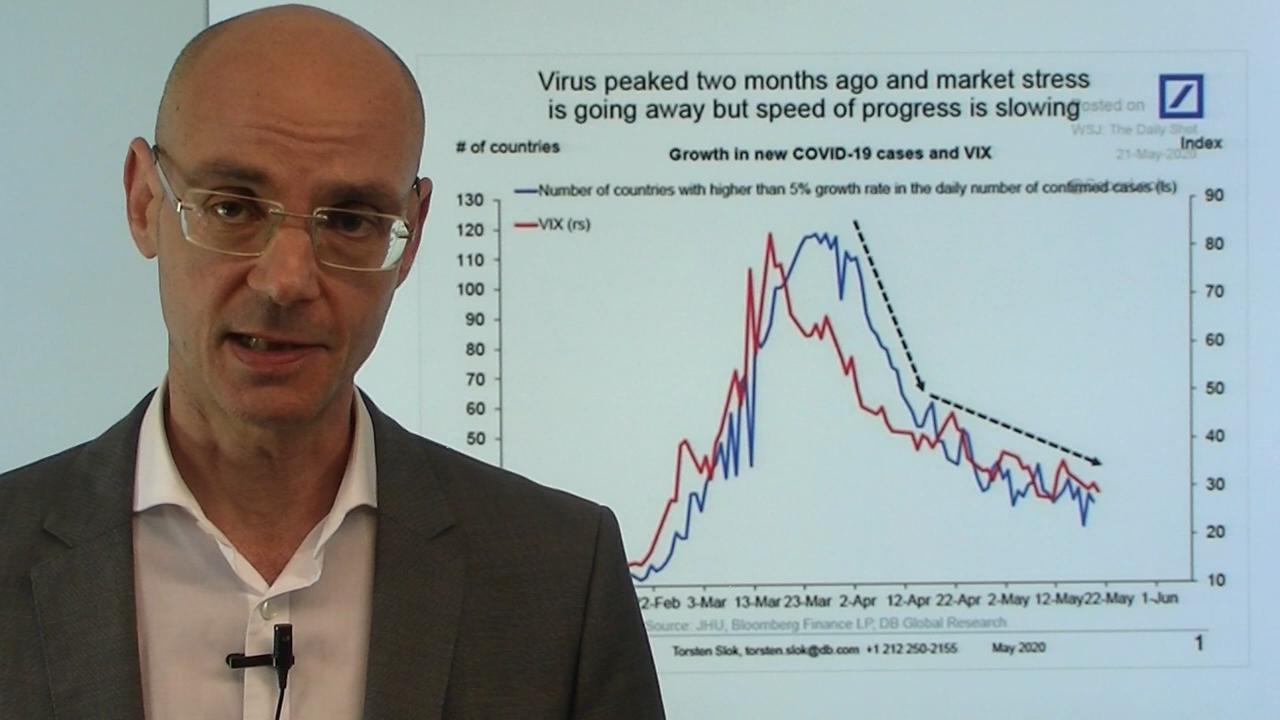 Virus peaked two months ago and market stress
is going away but speed of progress is slowing
Posted on
WSJ: The Daily Shot
21-May-2020
# of countries
Growth in new COVID-19 cases and VIX
Index
Number of countries with higher than 5% growth rate in the daily number of confirmed cases (ls)
VIX (rs)
130
120
110
100
90
80
70
60
50
90
80
70
60
50
40
30
20
10
2-Feb 3-Mar 13-Mar 23-Mar 2-Apr 12-Apr 22-Apr 2-May 12-May 22-May 1-Jun
Source: JHU, Bloomberg Finance LP, DB Global Research
Torsten Slok, torsten.slok@db.com +1 212 250-2155 May 2020 1